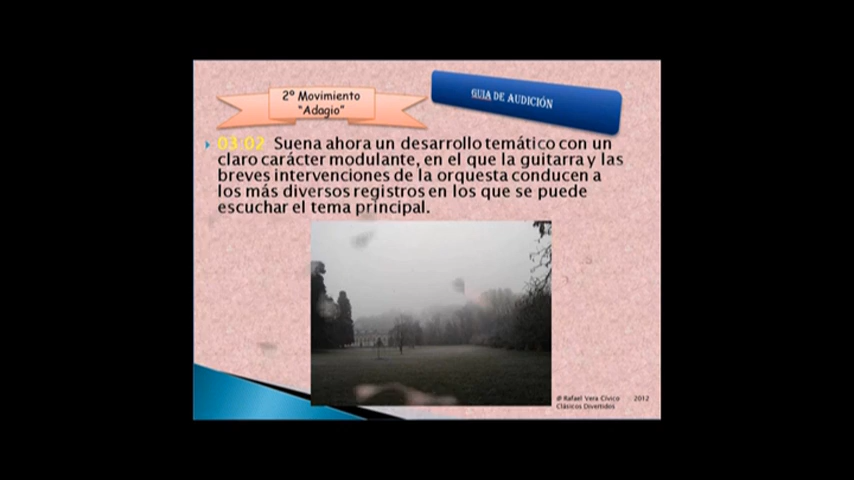 2º Movimiento
“Adagio”
GUIA DE AUDICIÓN
03:02 Suena ahora un desarrollo temático con un
claro carácter modulante, en el que la guitarra y las
breves intervenciones de la orquesta conducen a
los más diversos registros en los que se puede
escuchar el tema principal.
@ Rafael Vera Cívico 2012
Clásicos Divertidos